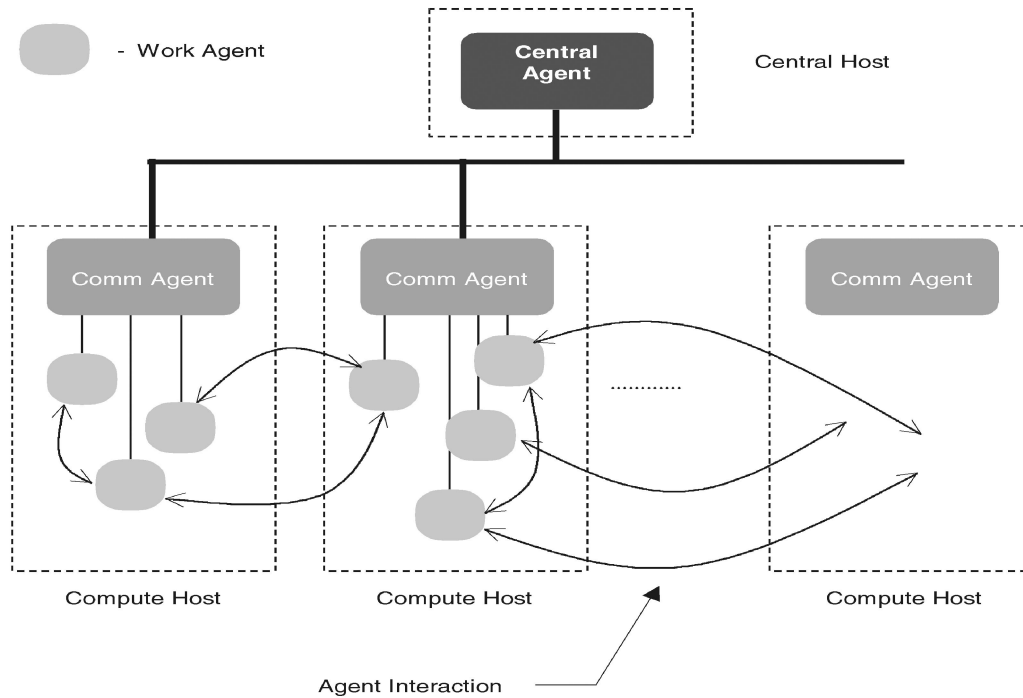 - Work Agent
Central
Agent
Central Host
Comm Agent
Comm Agent
Comm Agent
............
Compute Host
Compute Host
Compute Host
Agent Interaction